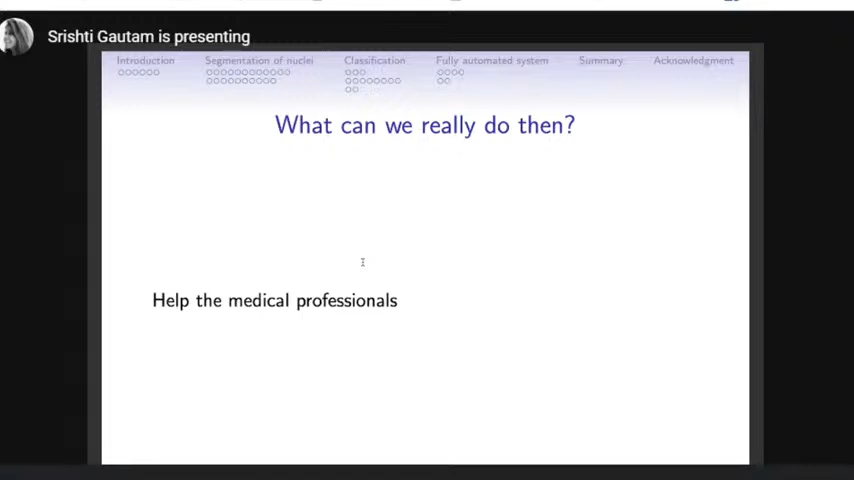 Srishti Gautam is presenting
Introduction Segmentation of nuclei Classification Fully automated system Summary Acknowledgment
What can we really do then?
Help the medical professionals